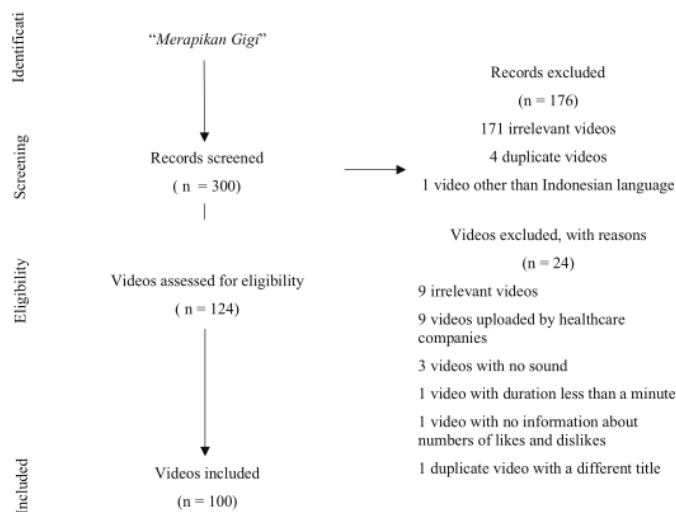 Identificati
"Merapikan Gigi"
Records excluded
(n = 176)
171 irrelevant videos
4 duplicate videos
1 video other than Indonesian language
Screening
Records screened
( n = 300)
Videos excluded, with reasons
(n = 24)
9 irrelevant videos
9 videos uploaded by healthcare
companies
3 videos with no sound
1 video with duration less than a minute
1 video with no information about
numbers of likes and dislikes
1 duplicate video with a different title
Eligibility
Videos assessed for eligibility
( n = 124)
Included
Videos included
(n = 100)